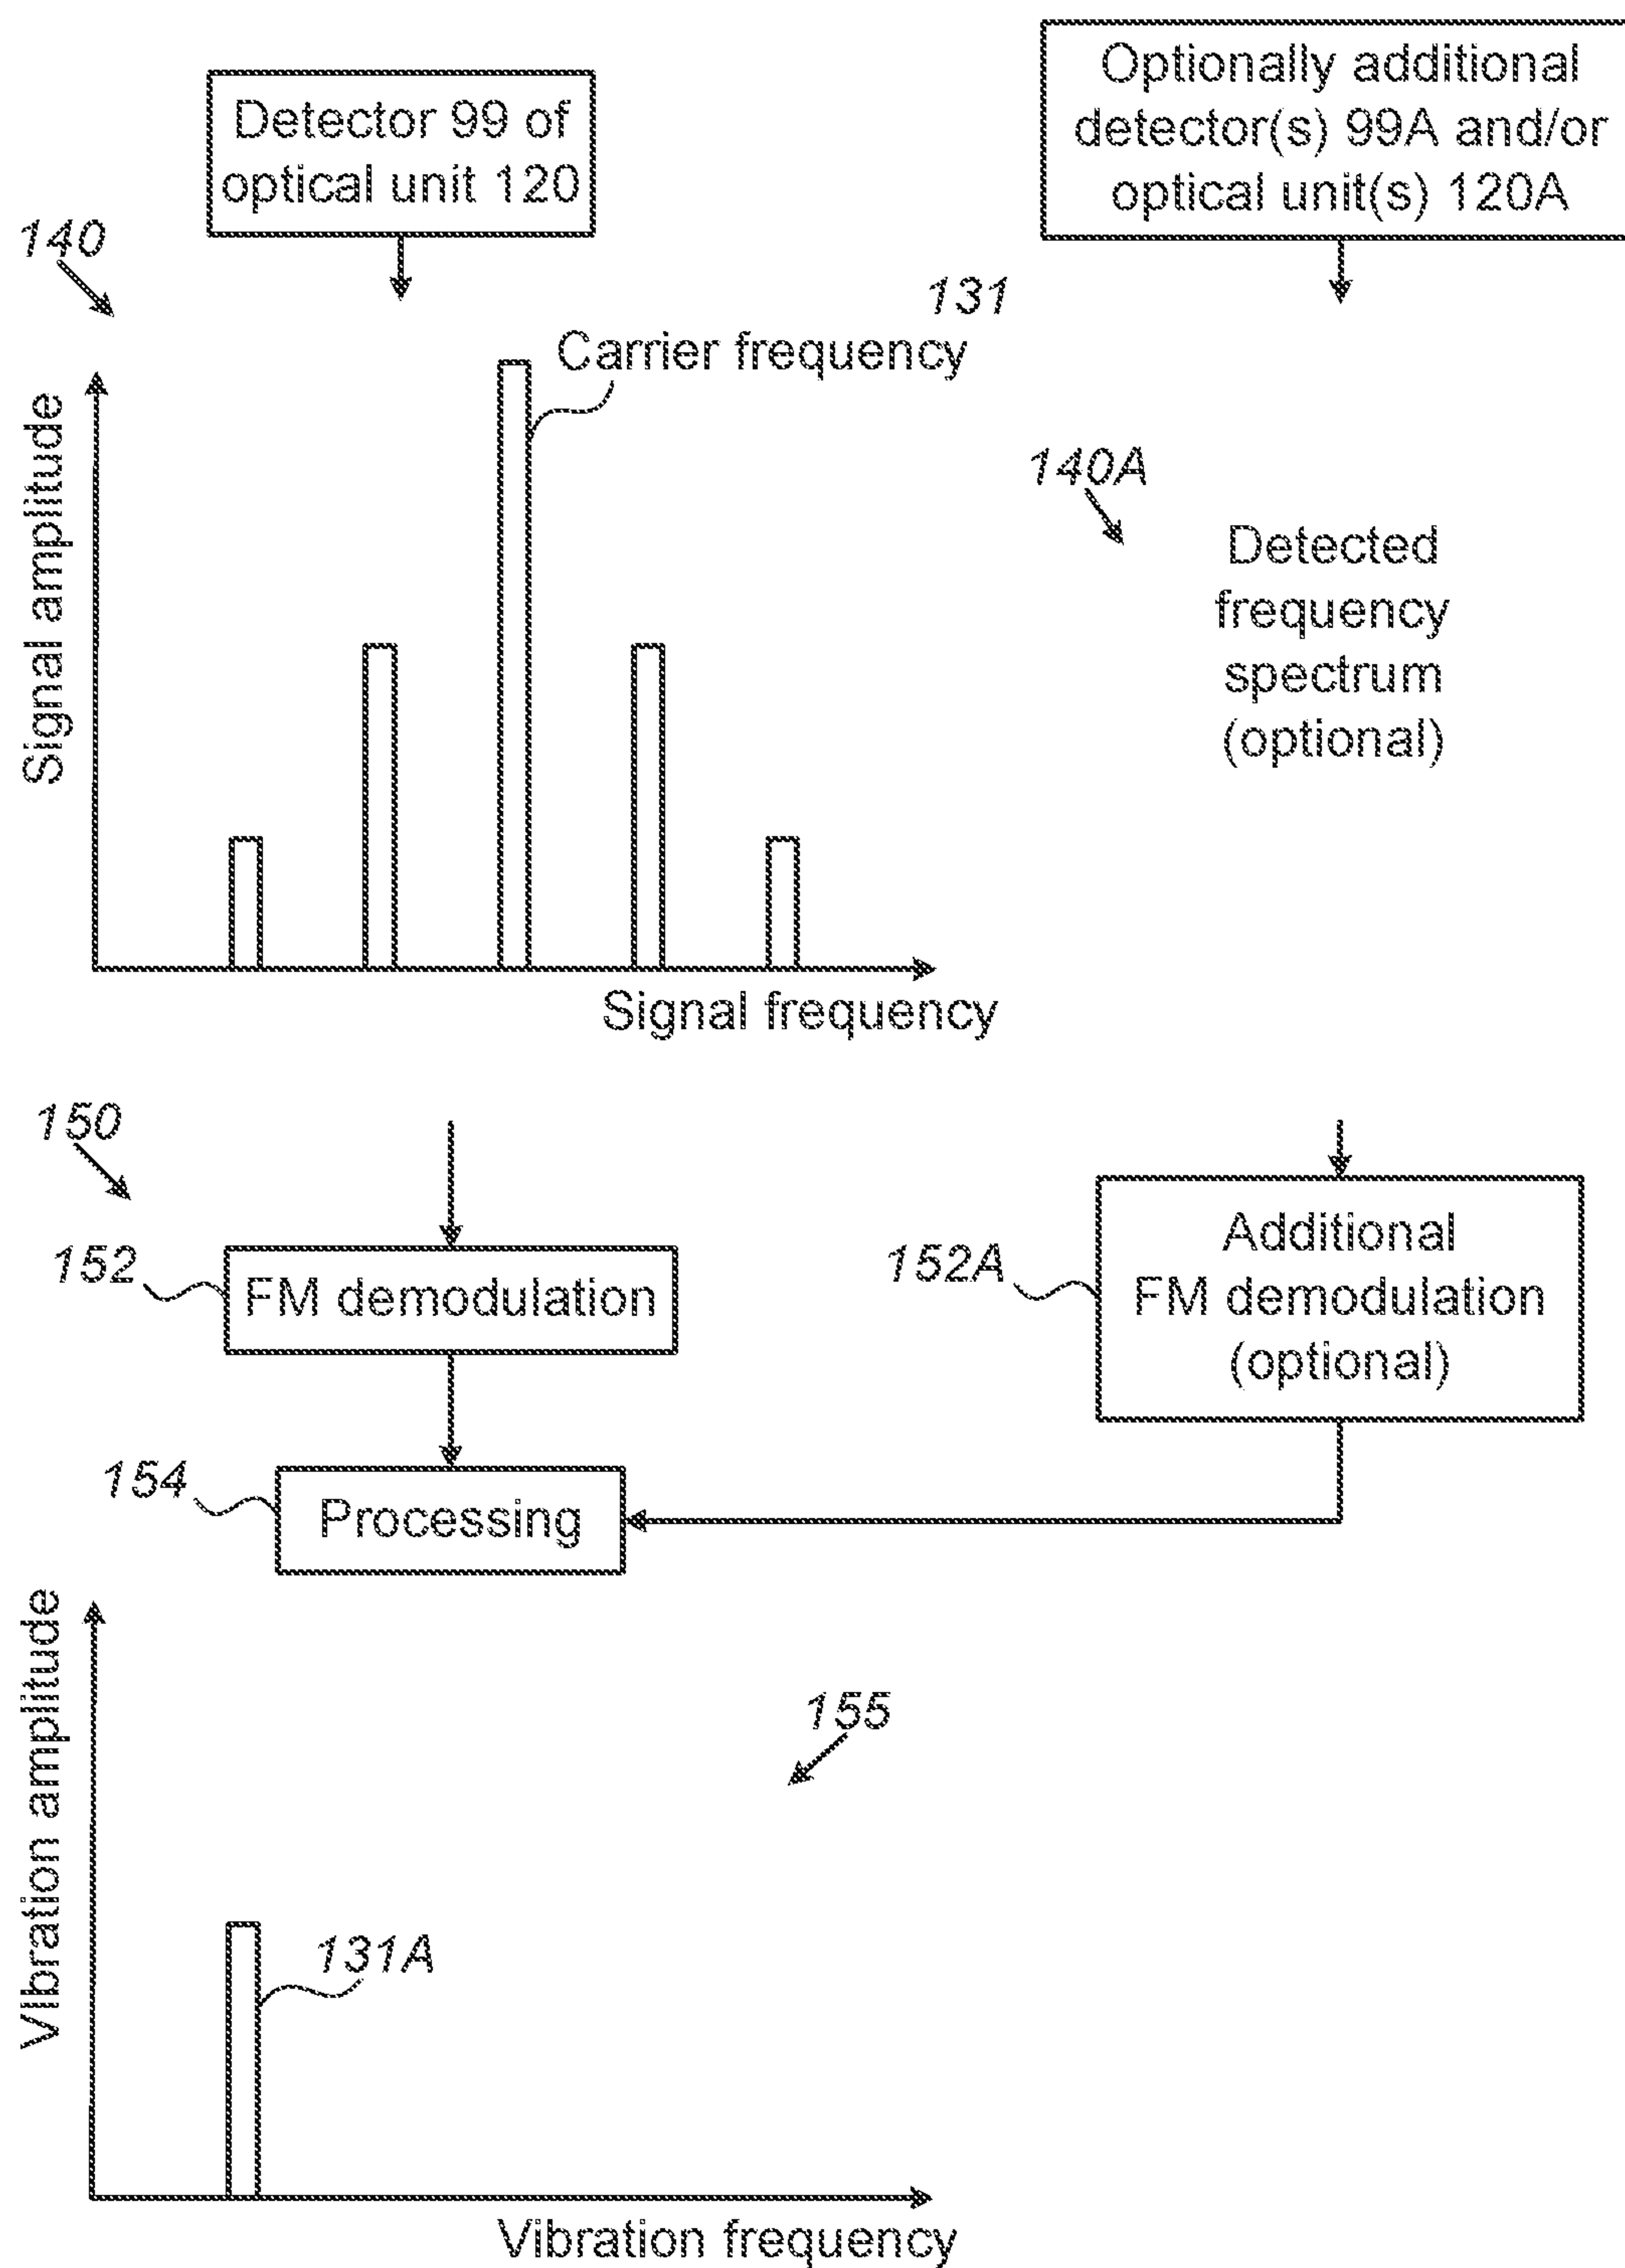 Detector 99 of
optical unit 120
Optionally additional
detector(s) 99A and/or
optical unit(s) 120A
140
131
Carrier frequency
Signal amplitude
140A
Detected
frequency
spectrum
(optional)
Signal frequency
150
152
FM demodulation
152A
Additional
FM demodulation
(optional)
154
Processing
Vibration amplitude
155
131A
Vibration frequency